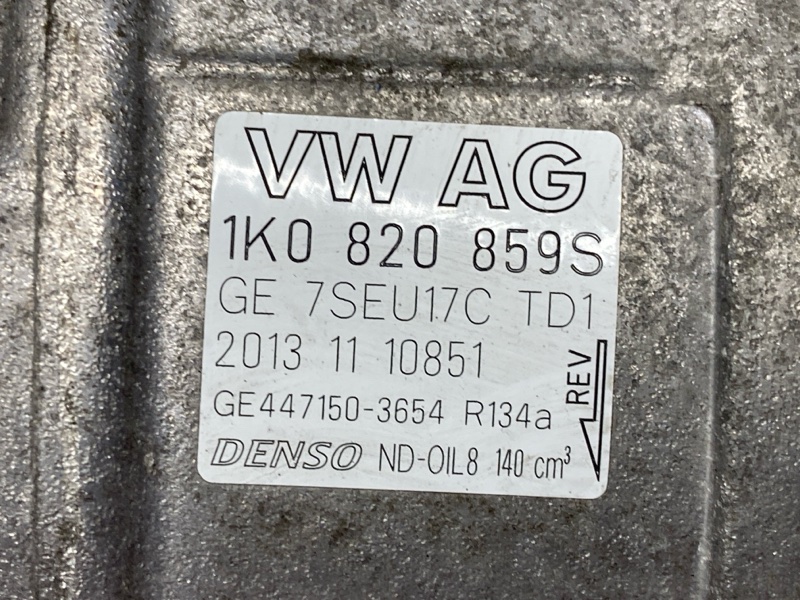 VW AG
1K0 820 859S
GE 7SEU17C TD1
2013 11 10851
REV
GE447150-3654 R134a
DENSO ND-OIL8 140 cm³